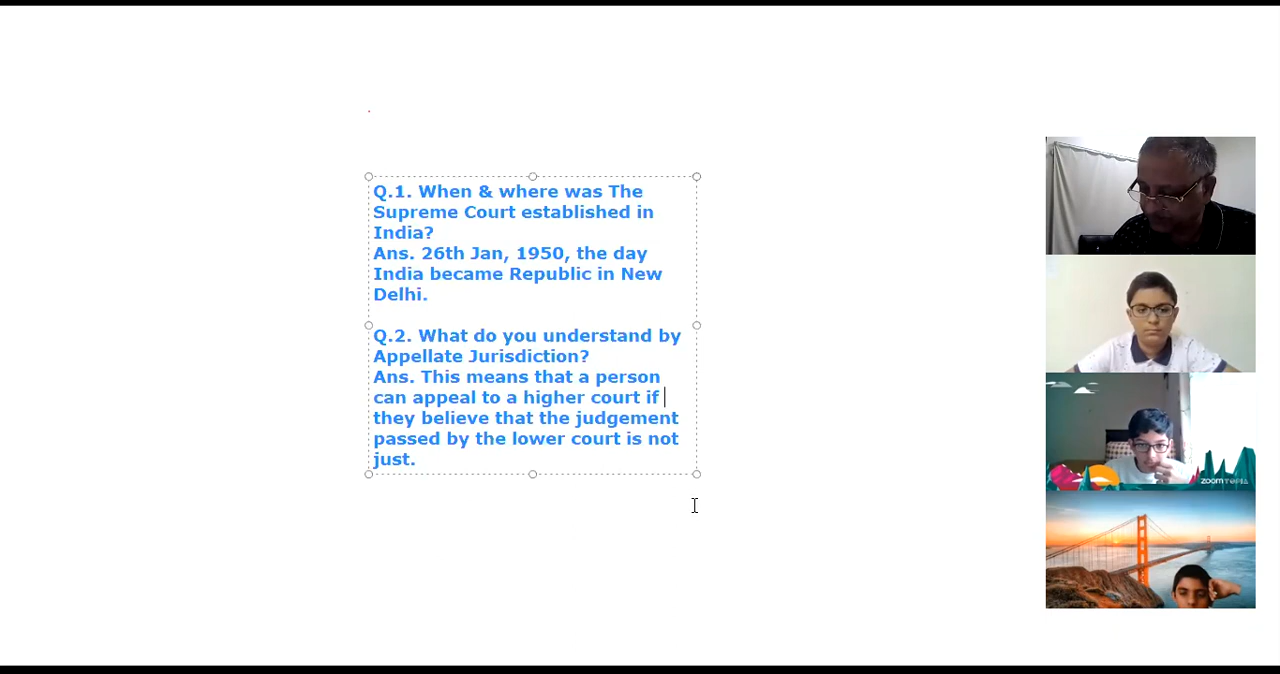 Q.1. When & where was The
Supreme Court established in
India?
Ans. 26th Jan, 1950, the day
India became Republic in New
Delhi.
Q.2. What do you understand by
Appellate Jurisdiction?
Ans. This means that a person
can appeal to a higher court if
they believe that the judgement
passed by the lower court is not
just.
ZOOMTOPIA